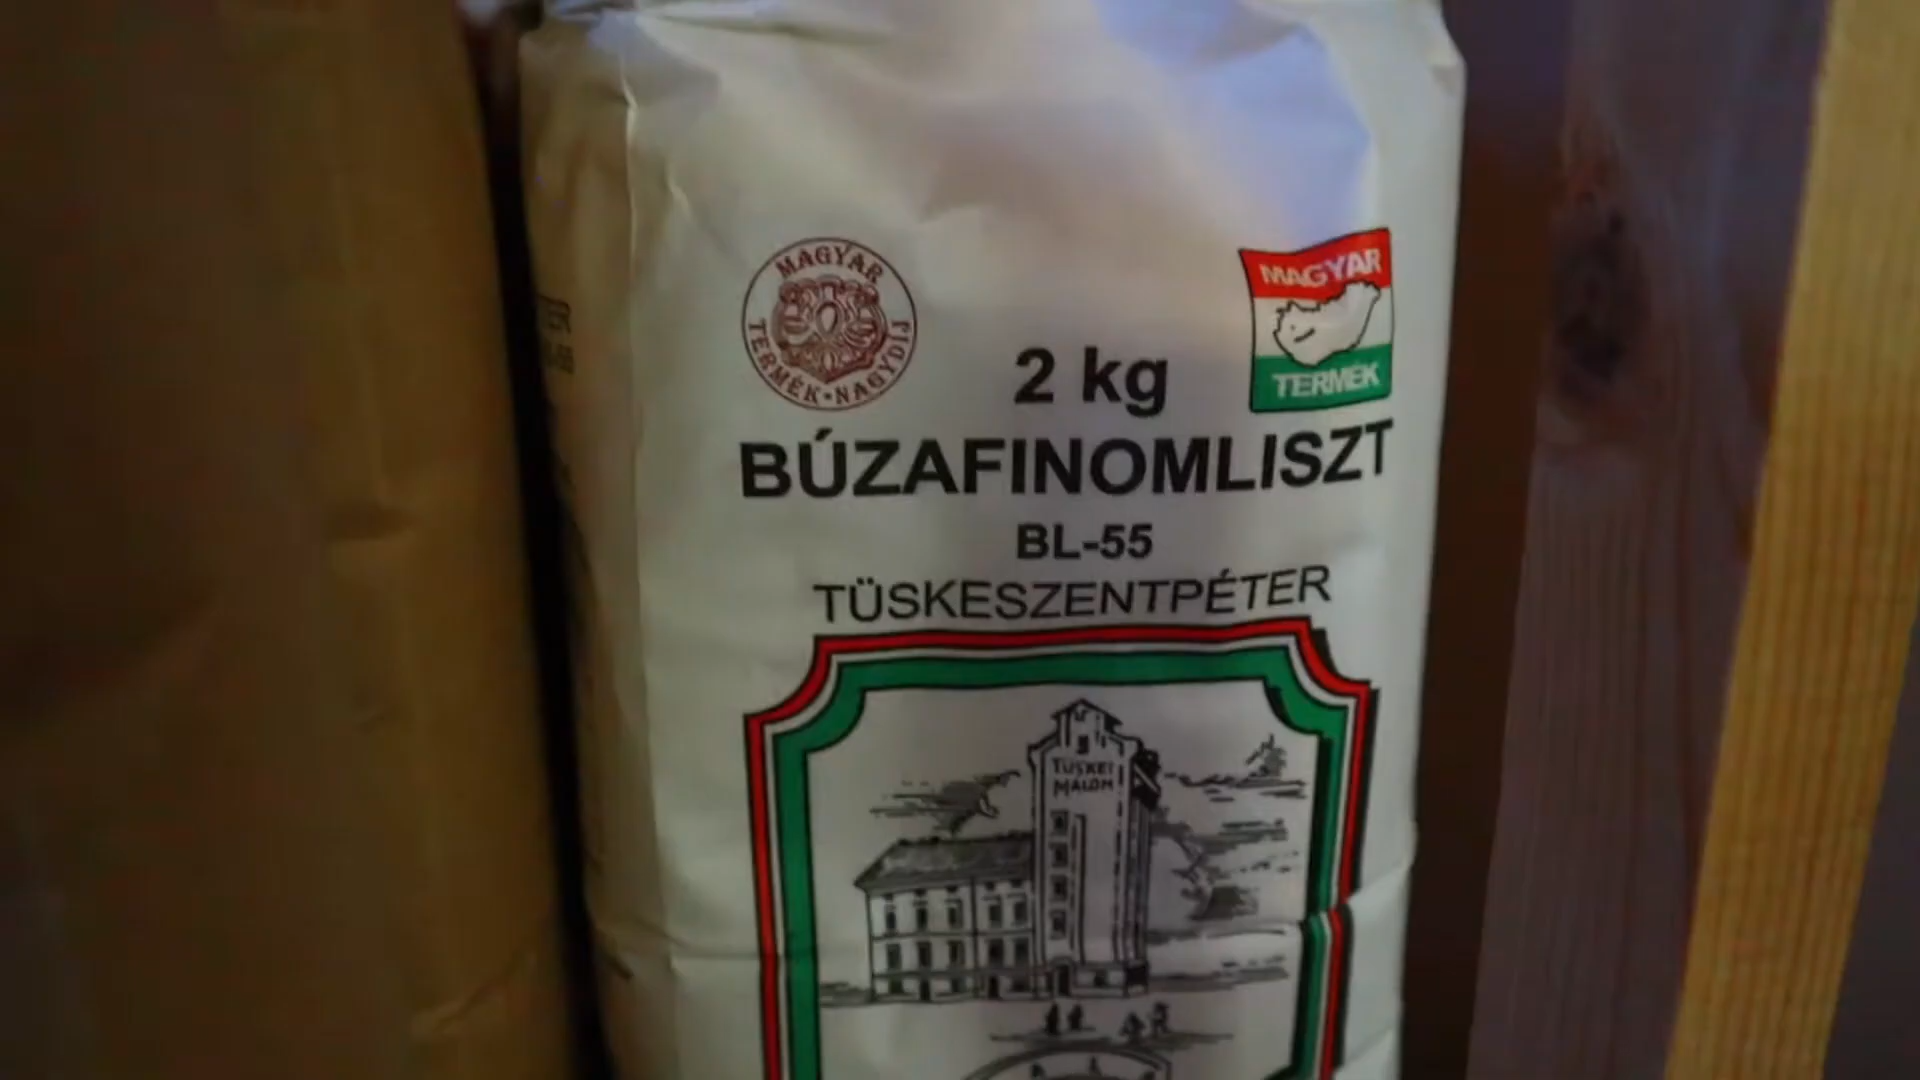 MAGYAR
TERMÉK•NAGYDÍJ
MAGYAR
TERMÉK
2 kg
BÚZAFINOMLISZT
BL-55
TÜSKESZENTPÉTER
TÜSKEI
MALOM